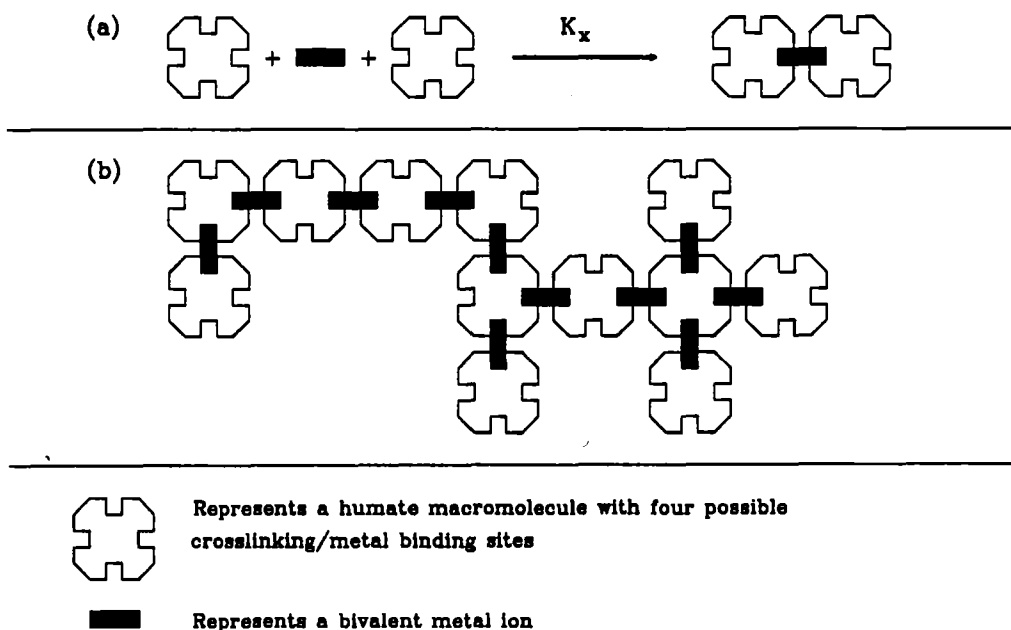 (a)
+ + K_x
(b)
Represents a humate macromolecule with four possible
crosslinking/metal binding sites
Represents a bivalent metal ion